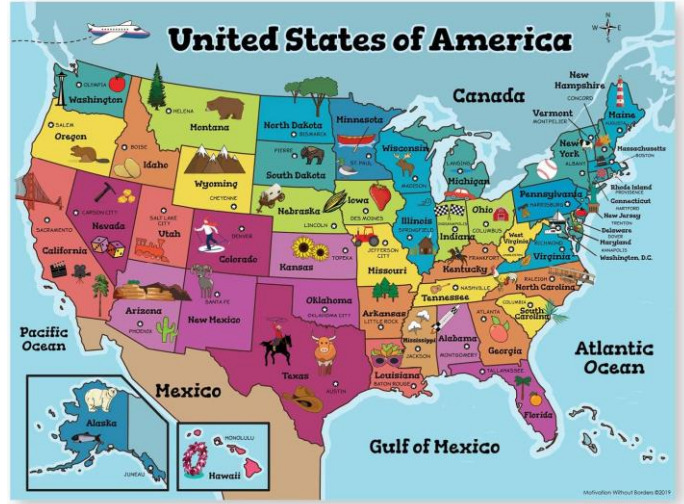 United States of America
N
W
E
S
Canada
OLYMPIA
Washington
SALEM
Oregon
BOISE
Idaho
HELENA
Montana
North Dakota
BISMARCK
PIERRE
South Dakota
Minnesota
ST. PAUL
Wisconsin
MADISON
LANSING
Michigan
New
Hampshire
CONCORD
Vermont
MONTPELIER
Maine
AUGUSTA
New
York
ALBANY
Massachusetts
BOSTON
Rhode Island
PROVIDENCE
Connecticut
HARTFORD
New Jersey
TRENTON
Delaware
DOVER
Maryland
ANNAPOLIS
Washington, D.C.
Pennsylvania
HARRISBURG
Wyoming
CHEYENNE
Nebraska
LINCOLN
Iowa
DES MOINES
Illinois
SPRINGFIELD
Indiana
Ohio
COLUMBUS
West
Virginia
RICHMOND
Virginia
SACRAMENTO
California
CARSON CITY
Nevada
SALT LAKE
CITY
Utah
DENVER
Colorado
TOPEKA
Kansas
JEFFERSON
CITY
Missouri
FRANKFORT
Kentucky
RALEIGH
North Carolina
NASHVILLE
Tennessee
COLUMBIA
South
Carolina
Arizona
PHOENIX
SANTA FE
New Mexico
Oklahoma
OKLAHOMA CITY
Arkansas
LITTLE ROCK
Mississippi
JACKSON
Alabama
MONTGOMERY
ATLANTA
Georgia
Texas
AUSTIN
Louisiana
BATON ROUGE
TALLAHASSEE
Florida
Pacific
Ocean
Mexico
Atlantic
Ocean
Gulf of Mexico
Alaska
JUNEAU
HONOLULU
Hawaii
Motivation Without Borders ©2019